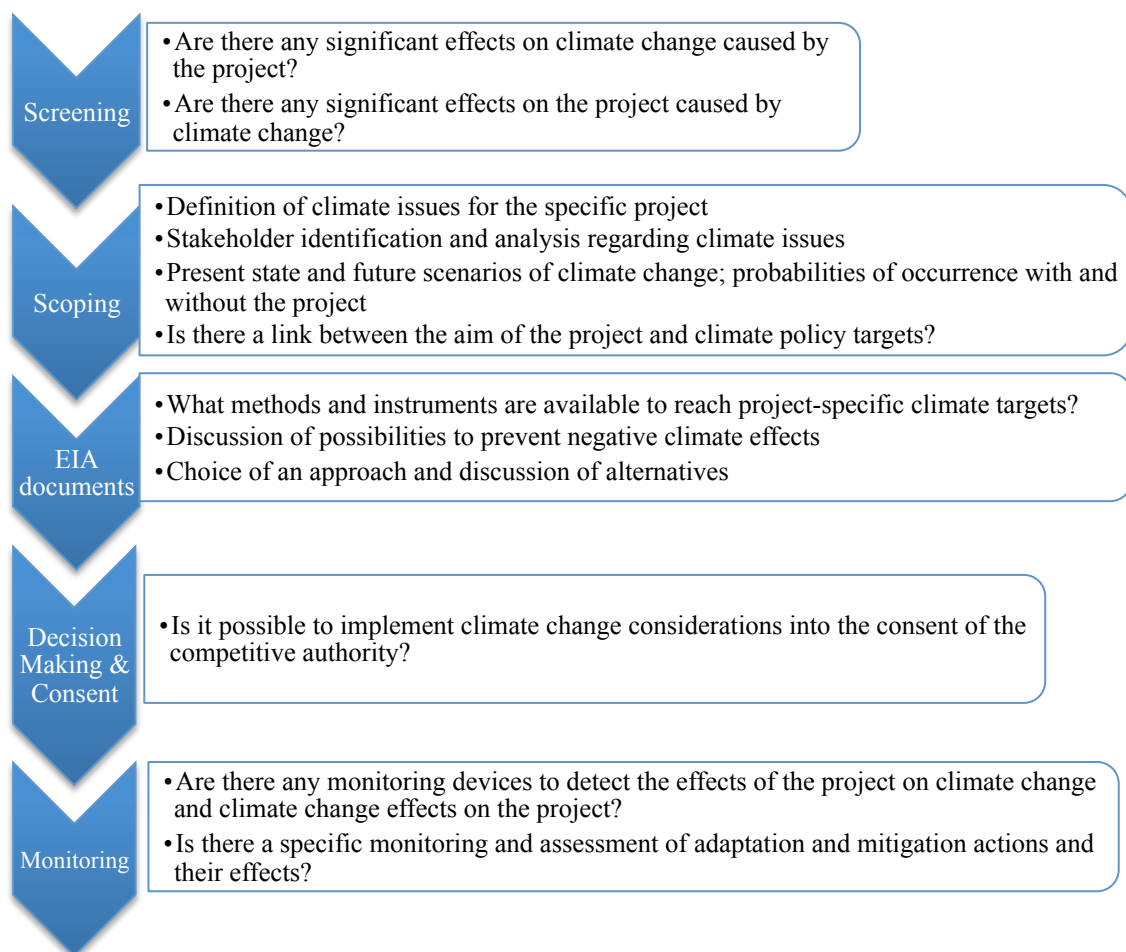 Screening
•Are there any significant effects on climate change caused by
the project?
•Are there any significant effects on the project caused by
climate change?
Scoping
•Definition of climate issues for the specific project
•Stakeholder identification and analysis regarding climate issues
•Present state and future scenarios of climate change; probabilities of occurrence with and
without the project
•Is there a link between the aim of the project and climate policy targets?
EIA
documents
•What methods and instruments are available to reach project-specific climate targets?
•Discussion of possibilities to prevent negative climate effects
•Choice of an approach and discussion of alternatives
Decision
Making &
Consent
•Is it possible to implement climate change considerations into the consent of the
competitive authority?
Monitoring
•Are there any monitoring devices to detect the effects of the project on climate change
and climate change effects on the project?
•Is there a specific monitoring and assessment of adaptation and mitigation actions and
their effects?